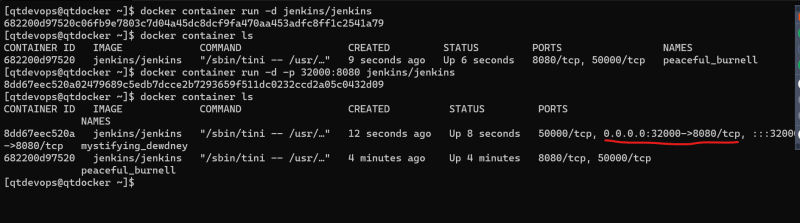 [qtdevops@qtdocker ~]$ docker container run -d jenkins/jenkins
682200d97520c06fb9e7803c7d04a45dc8dcf9fa470aa453adfc8ff1c2541a79
[qtdevops@qtdocker ~]$ docker container ls
CONTAINER ID   IMAGE             COMMAND                  CREATED         STATUS         PORTS                 NAMES
682200d97520   jenkins/jenkins   "/sbin/tini -- /usr/…"   9 seconds ago   Up 6 seconds   8080/tcp, 50000/tcp   peaceful_burnell
[qtdevops@qtdocker ~]$ docker container run -d -p 32000:8080 jenkins/jenkins
8dd67eec520a02479689c5edb7dcce2b7293659f511dc0232ccd2a05c0432d09
[qtdevops@qtdocker ~]$ docker container ls
CONTAINER ID   IMAGE             COMMAND                  CREATED          STATUS         PORTS
NAMES
8dd67eec520a   jenkins/jenkins   "/sbin/tini -- /usr/…"   12 seconds ago   Up 8 seconds   50000/tcp, 0.0.0.0:32000->8080/tcp, :::32000
->8080/tcp   mystifying_dewdney
682200d97520   jenkins/jenkins   "/sbin/tini -- /usr/…"   4 minutes ago    Up 4 minutes   8080/tcp, 50000/tcp
peaceful_burnell
[qtdevops@qtdocker ~]$